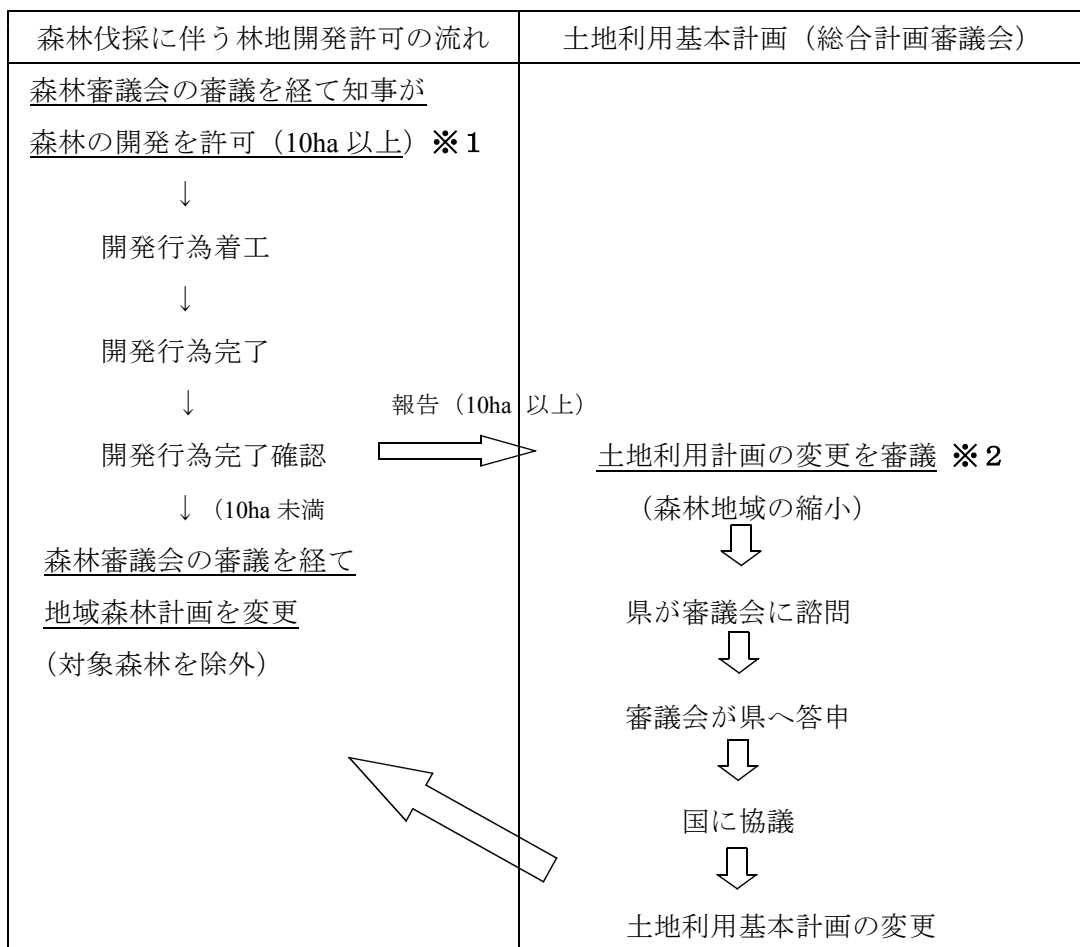 森林伐採に伴う林地開発許可の流れ
土地利用基本計画（総合計画審議会）
森林審議会の審議を経て知事が
森林の開発を許可（10ha 以上）※１
↓
開発行為着工
↓
開発行為完了
↓
報告（10ha 以上）
開発行為完了確認
土地利用計画の変更を審議 ※２
↓（10ha 未満
（森林地域の縮小）
森林審議会の審議を経て
地域森林計画を変更
（対象森林を除外）
県が審議会に諮問
審議会が県へ答申
国に協議
土地利用基本計画の変更